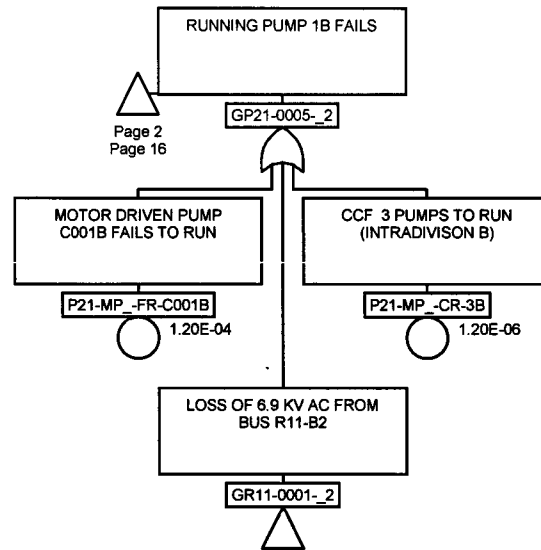 RUNNING PUMP 1B FAILS
Page 2
Page 16
GP21-0005-_2
MOTOR DRIVEN PUMP
C001B FAILS TO RUN
P21-MP_-FR-C001B
1.20E-04
CCF 3 PUMPS TO RUN
(INTRADIVISON B)
P21-MP_-CR-3B
1.20E-06
LOSS OF 6.9 KV AC FROM
BUS R11-B2
GR11-0001-_2